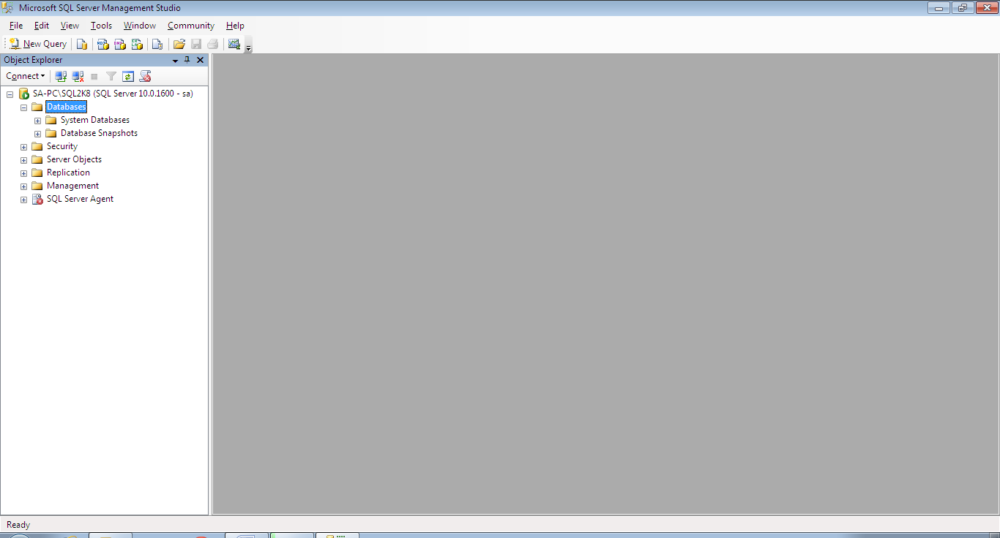 Microsoft SQL Server Management Studio
File Edit View Tools Window Community Help
New Query
Object Explorer
Connect
SA-PC\SQL2K8 (SQL Server 10.0.1600 - sa)
Databases
System Databases
Database Snapshots
Security
Server Objects
Replication
Management
SQL Server Agent
Ready